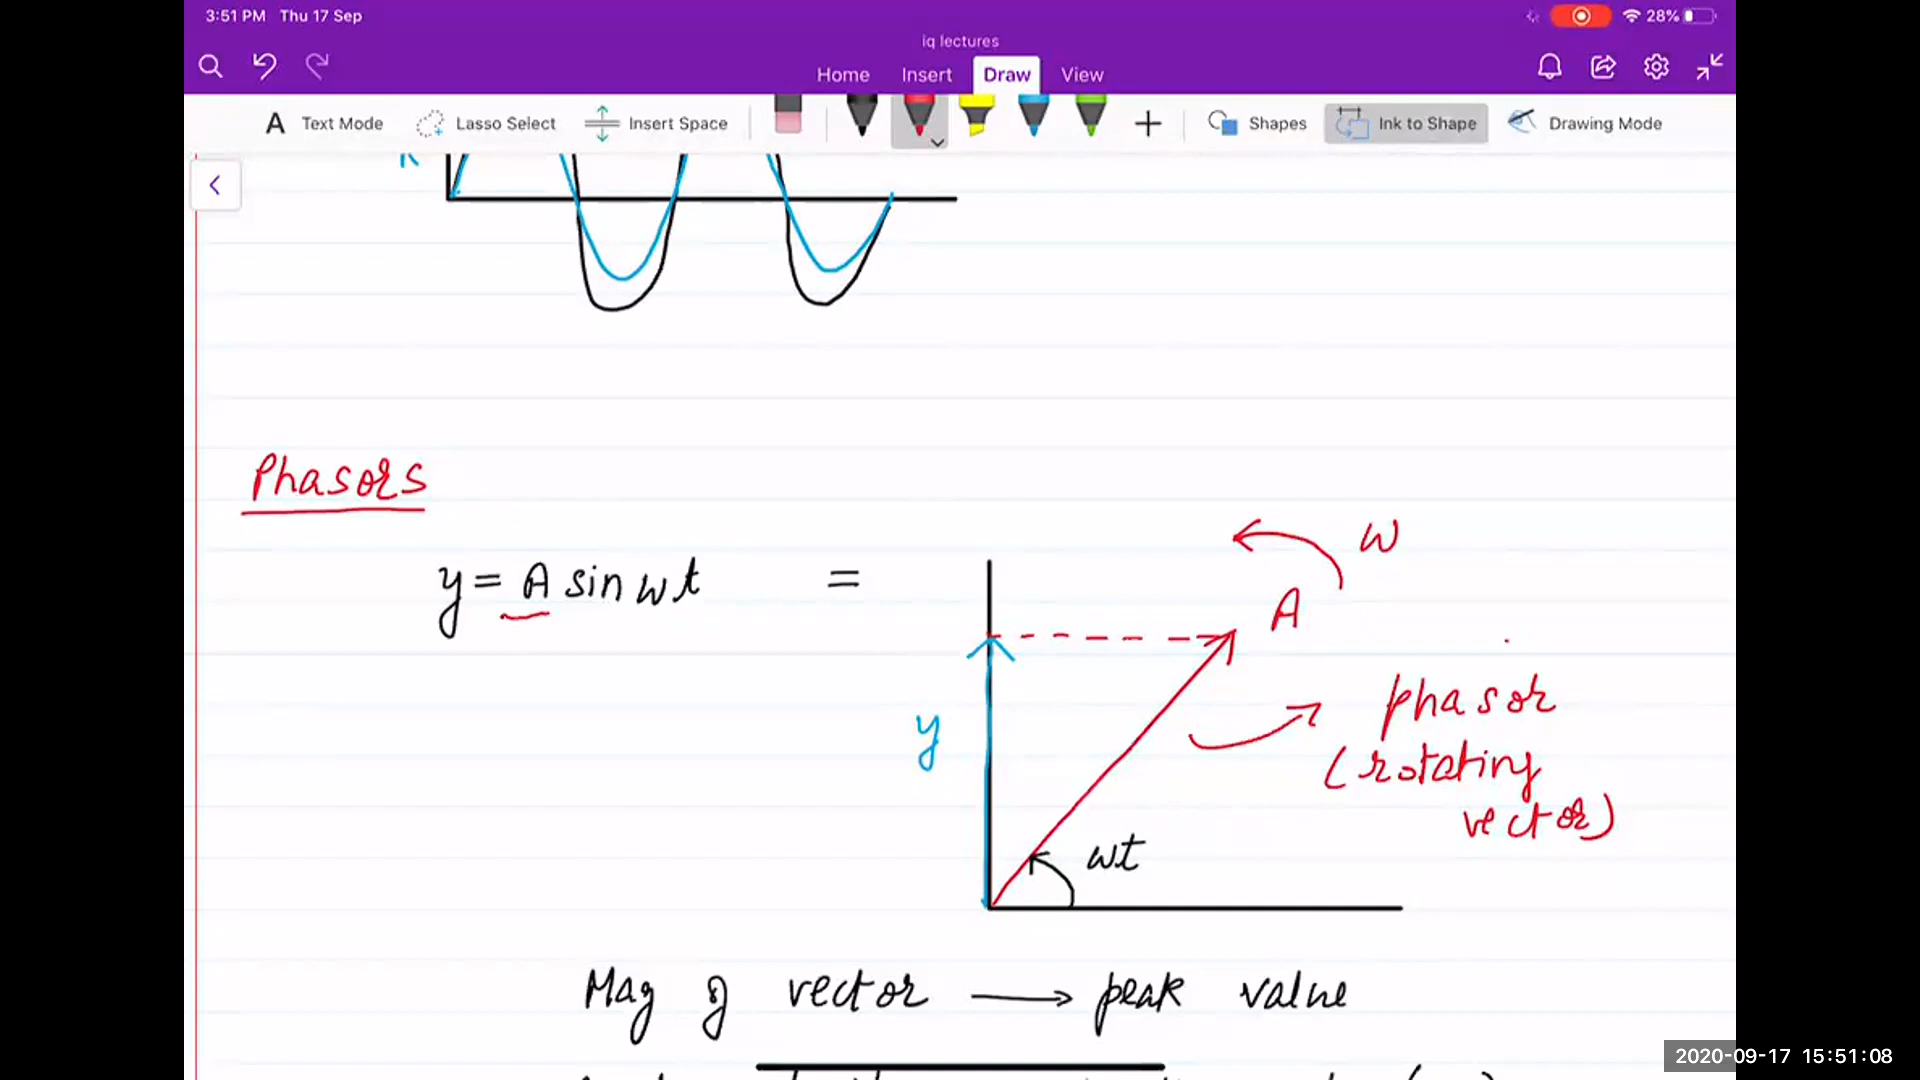 3:51 PM Thu 17 Sep
28%
iq lectures
Home Insert Draw View
A Text Mode Lasso Select Insert Space Shapes Ink to Shape Drawing Mode
Phasors
y = A sin wt =
w
A
y
phasor
(rotating
vector)
wt
Mag of vector → peak value
2020-09-17 15:51:08